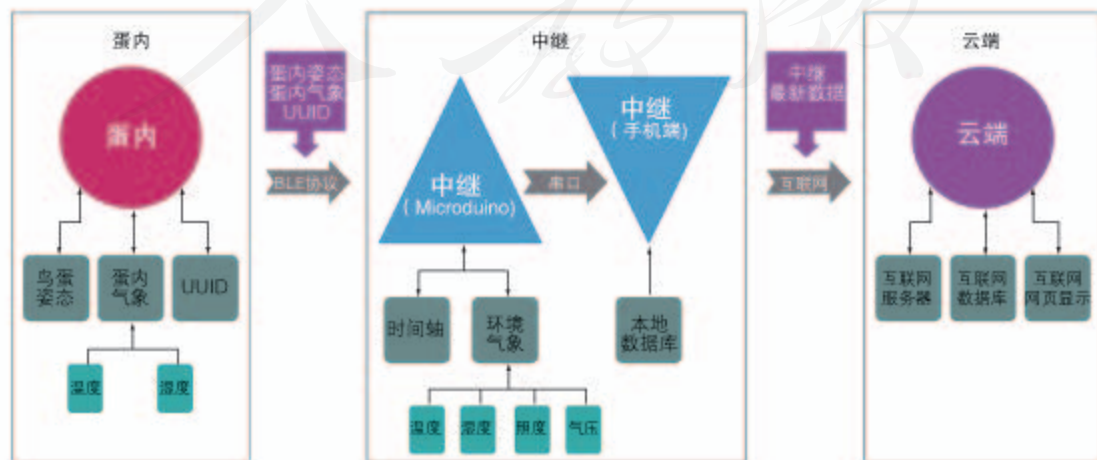 蛋内
蛋内
鸟蛋
姿态
蛋内
气象
UUID
温度
湿度
蛋内姿态
蛋内气象
UUID
BLE协议
中继
中继
(Microduino)
串口
中继
(手机端)
时间轴
环境
气象
本地
数据库
温度
湿度
照度
气压
中继
最新数据
互联网
云端
云端
互联网
服务器
互联网
数据库
互联网
网页显示